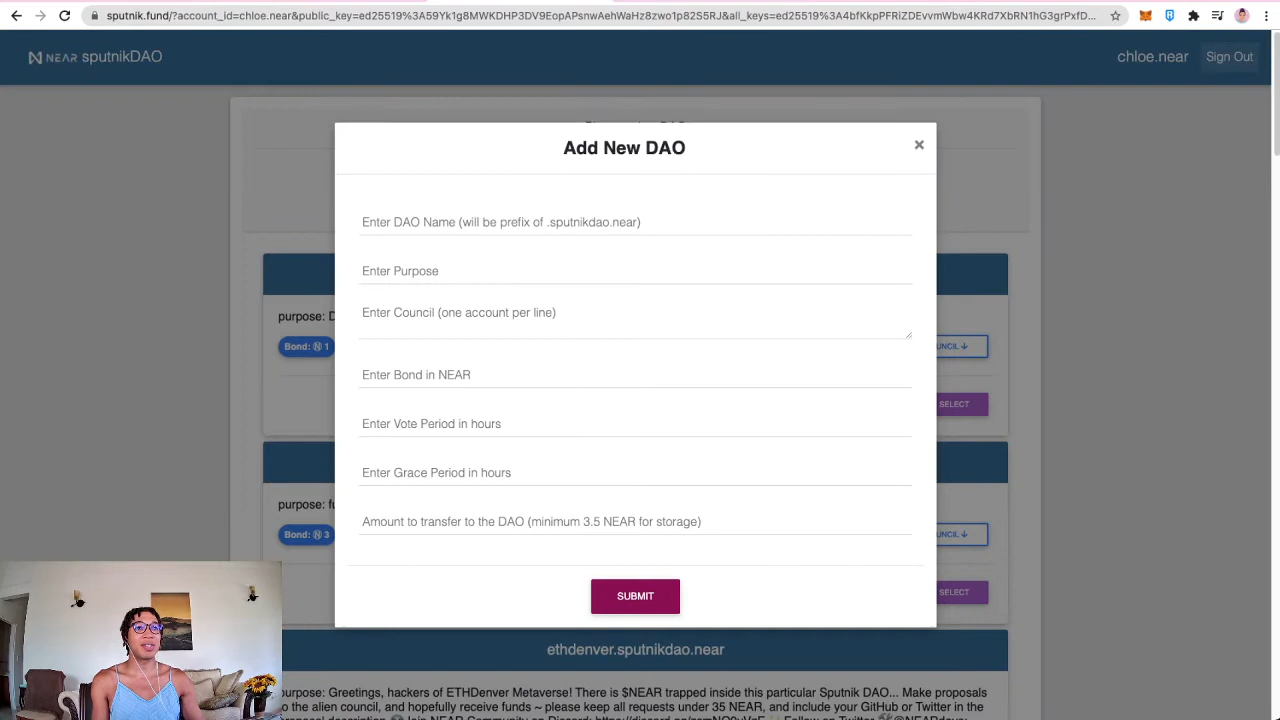 sputnik.fund/?account_id=chloe.near&public_key=ed25519%3A59Yk1g8MWKDHP3DV9EopAPsnwAehWaHz8zwo1p82S5RJ&all_keys=ed25519%3A4bfKkpPFRiZDEvvmWbw4KRd7XbRN1hG3grPxfD...
NEAR sputnikDAO
chloe.near
Sign Out
Add New DAO
×
Enter DAO Name (will be prefix of .sputnikdao.near)
Enter Purpose
purpose: D
Enter Council (one account per line)
Bond: Ⓝ 1
UNCIL ↓
Enter Bond in NEAR
SELECT
Enter Vote Period in hours
Enter Grace Period in hours
purpose: fu
Amount to transfer to the DAO (minimum 3.5 NEAR for storage)
Bond: Ⓝ 3
UNCIL ↓
SELECT
SUBMIT
ethdenver.sputnikdao.near
purpose: Greetings, hackers of ETHDenver Metaverse! There is $NEAR trapped inside this particular Sputnik DAO... Make proposals
to the alien council, and hopefully receive funds ~ please keep all requests under 35 NEAR, and include your GitHub or Twitter in the